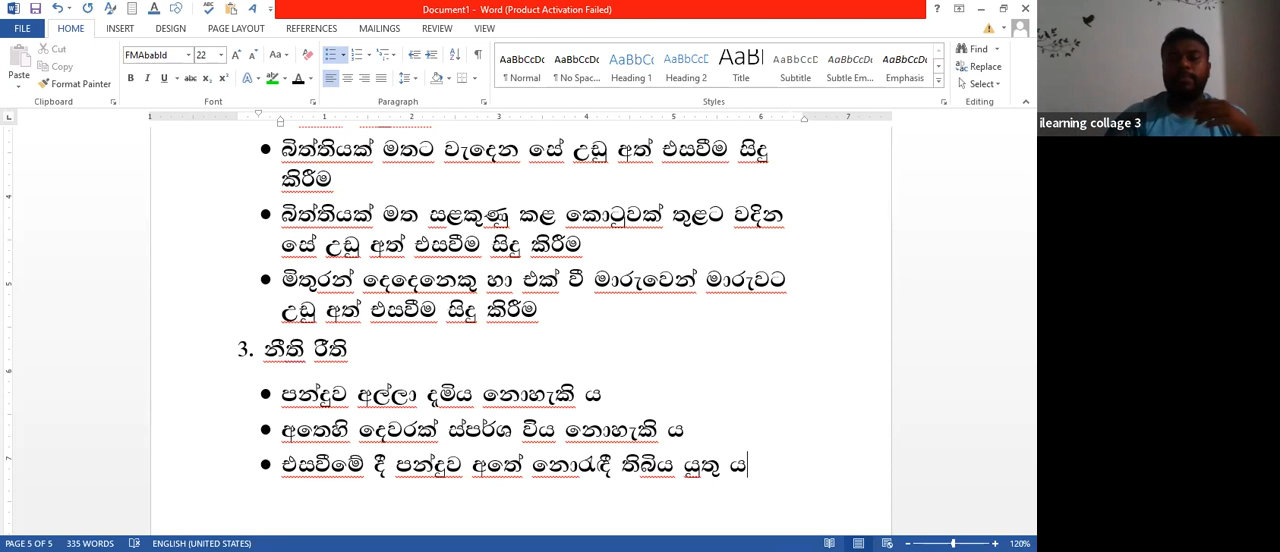 Document1 - Word (Product Activation Failed)
FILE HOME INSERT DESIGN PAGE LAYOUT REFERENCES MAILINGS REVIEW VIEW
Cut
Copy
Paste
Format Painter
FMAbabld 22
AaBbCcDc AaBbCcDc AaBbCc AaBbCcD AaBl AaBbCcD AaBbCcDc AaBbCcDc
¶ Normal ¶ No Spac... Heading 1 Heading 2 Title Subtitle Subtle Em... Emphasis
Find
Replace
Select
Clipboard Font Paragraph Styles Editing
ilearning collage 3
• බිත්තියක් මතට වැදෙන සේ උඩු අත් එසවීම සිදු
කිරීම
• බිත්තියක් මත සළකුණු කළ කොටුවක් තුළට වදින
සේ උඩු අත් එසවීම සිදු කිරීම
• මිතුරන් දෙදෙනෙකු හා එක් වී මාරුවෙන් මාරුවට
උඩු අත් එසවීම සිදු කිරීම
3. නීති රීති
• පන්දුව අල්ලා දැමිය නොහැකි ය
• අතෙහි දෙවරක් ස්පර්ශ විය නොහැකි ය
• එසවීමේ දී පන්දුව අතේ නොරැඳී තිබිය යුතු ය
PAGE 5 OF 5 335 WORDS ENGLISH (UNITED STATES) 120%